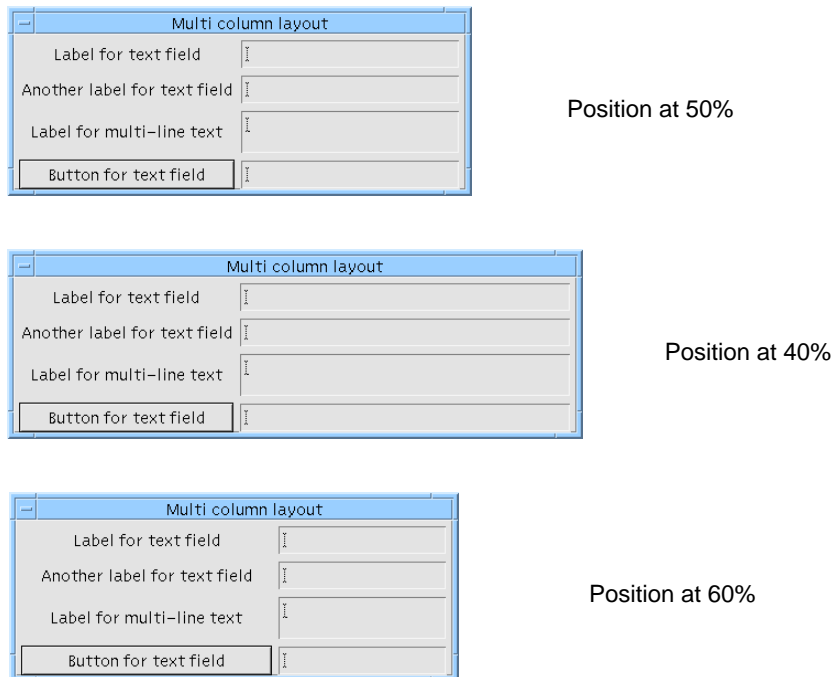 Multi column layout
Label for text field
Another label for text field
Label for multi-line text
Button for text field
Position at 50%
Multi column layout
Label for text field
Another label for text field
Label for multi-line text
Button for text field
Position at 40%
Multi column layout
Label for text field
Another label for text field
Label for multi-line text
Button for text field
Position at 60%